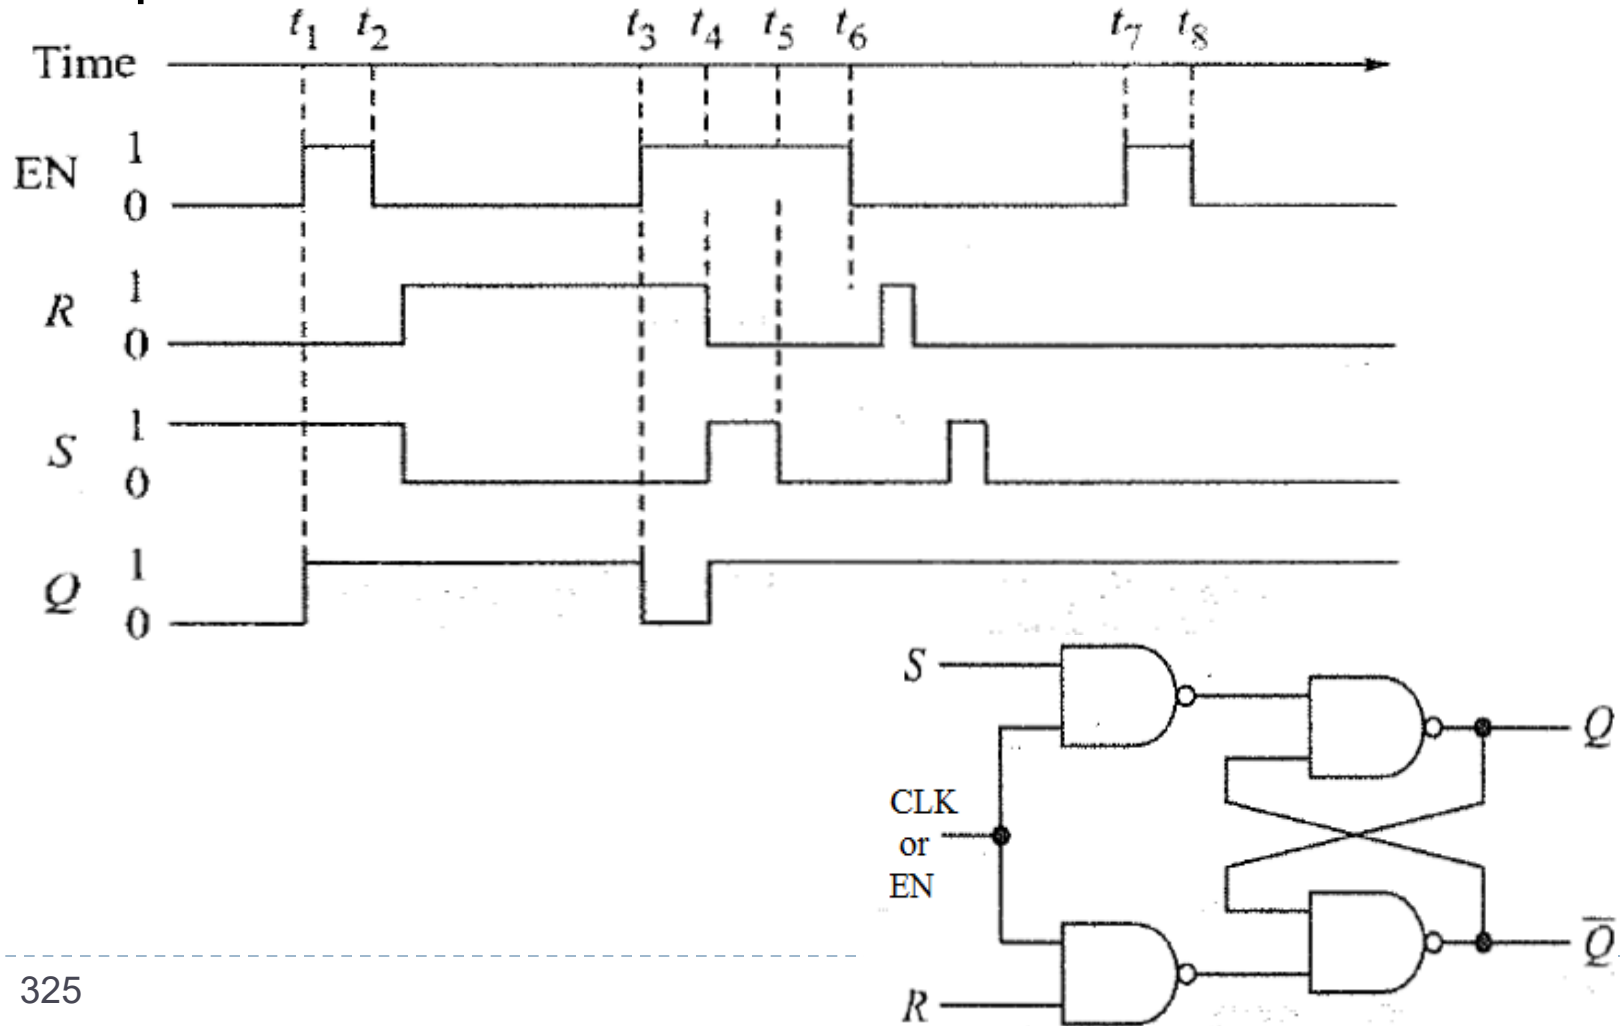 t1 t2 t3 t4 t5 t6 t7 t8
Time
EN 1 0
R 1 0
S 1 0
Q 1 0
S
Q
CLK
or
EN
Q̅
R
325